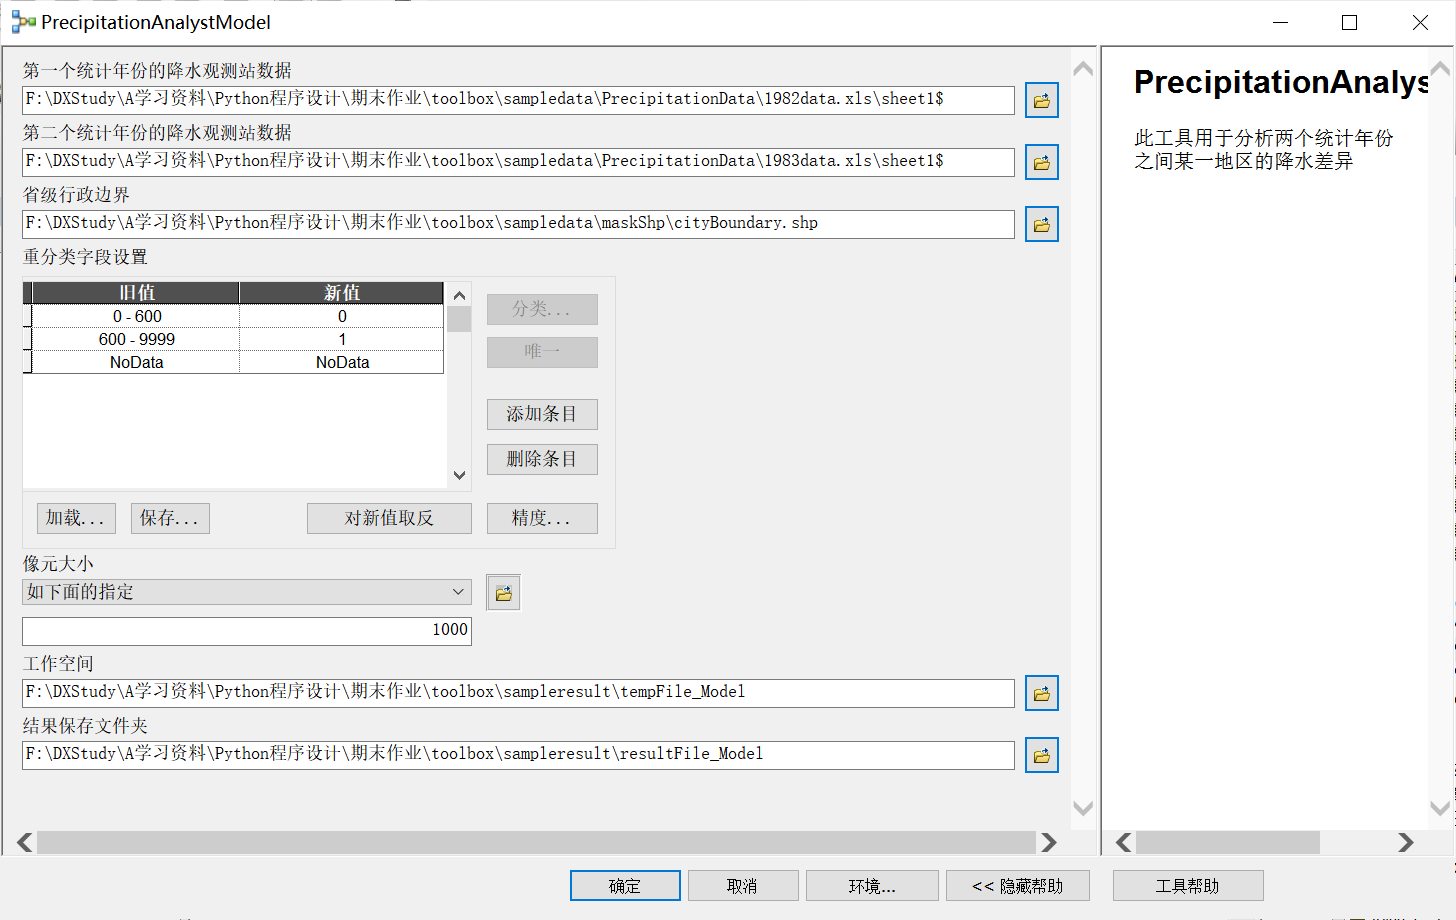 PrecipitationAnalystModel
第一个统计年份的降水观测站数据
F:\DXStudy\A学习资料\Python程序设计\期末作业\toolbox\sampledata\PrecipitationData\1982data.xls\sheet1$
第二个统计年份的降水观测站数据
F:\DXStudy\A学习资料\Python程序设计\期末作业\toolbox\sampledata\PrecipitationData\1983data.xls\sheet1$
省级行政边界
F:\DXStudy\A学习资料\Python程序设计\期末作业\toolbox\sampledata\maskShp\cityBoundary.shp
重分类字段设置
旧值 新值
0 - 600 0
600 - 9999 1
NoData NoData
分类...
唯一
添加条目
删除条目
加载... 保存... 对新值取反 精度...
像元大小
如下面的指定
1000
工作空间
F:\DXStudy\A学习资料\Python程序设计\期末作业\toolbox\sampleresult\tempFile_Model
结果保存文件夹
F:\DXStudy\A学习资料\Python程序设计\期末作业\toolbox\sampleresult\resultFile_Model
PrecipitationAnalys
此工具用于分析两个统计年份
之间某一地区的降水差异
确定 取消 环境... << 隐藏帮助 工具帮助